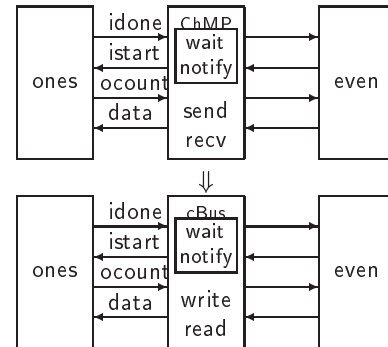 idone
ChMP
istart
wait
ones
notify
even
ocount
data
send
recv
⇓
idone
cBus
istart
wait
ones
notify
even
ocount
data
write
read